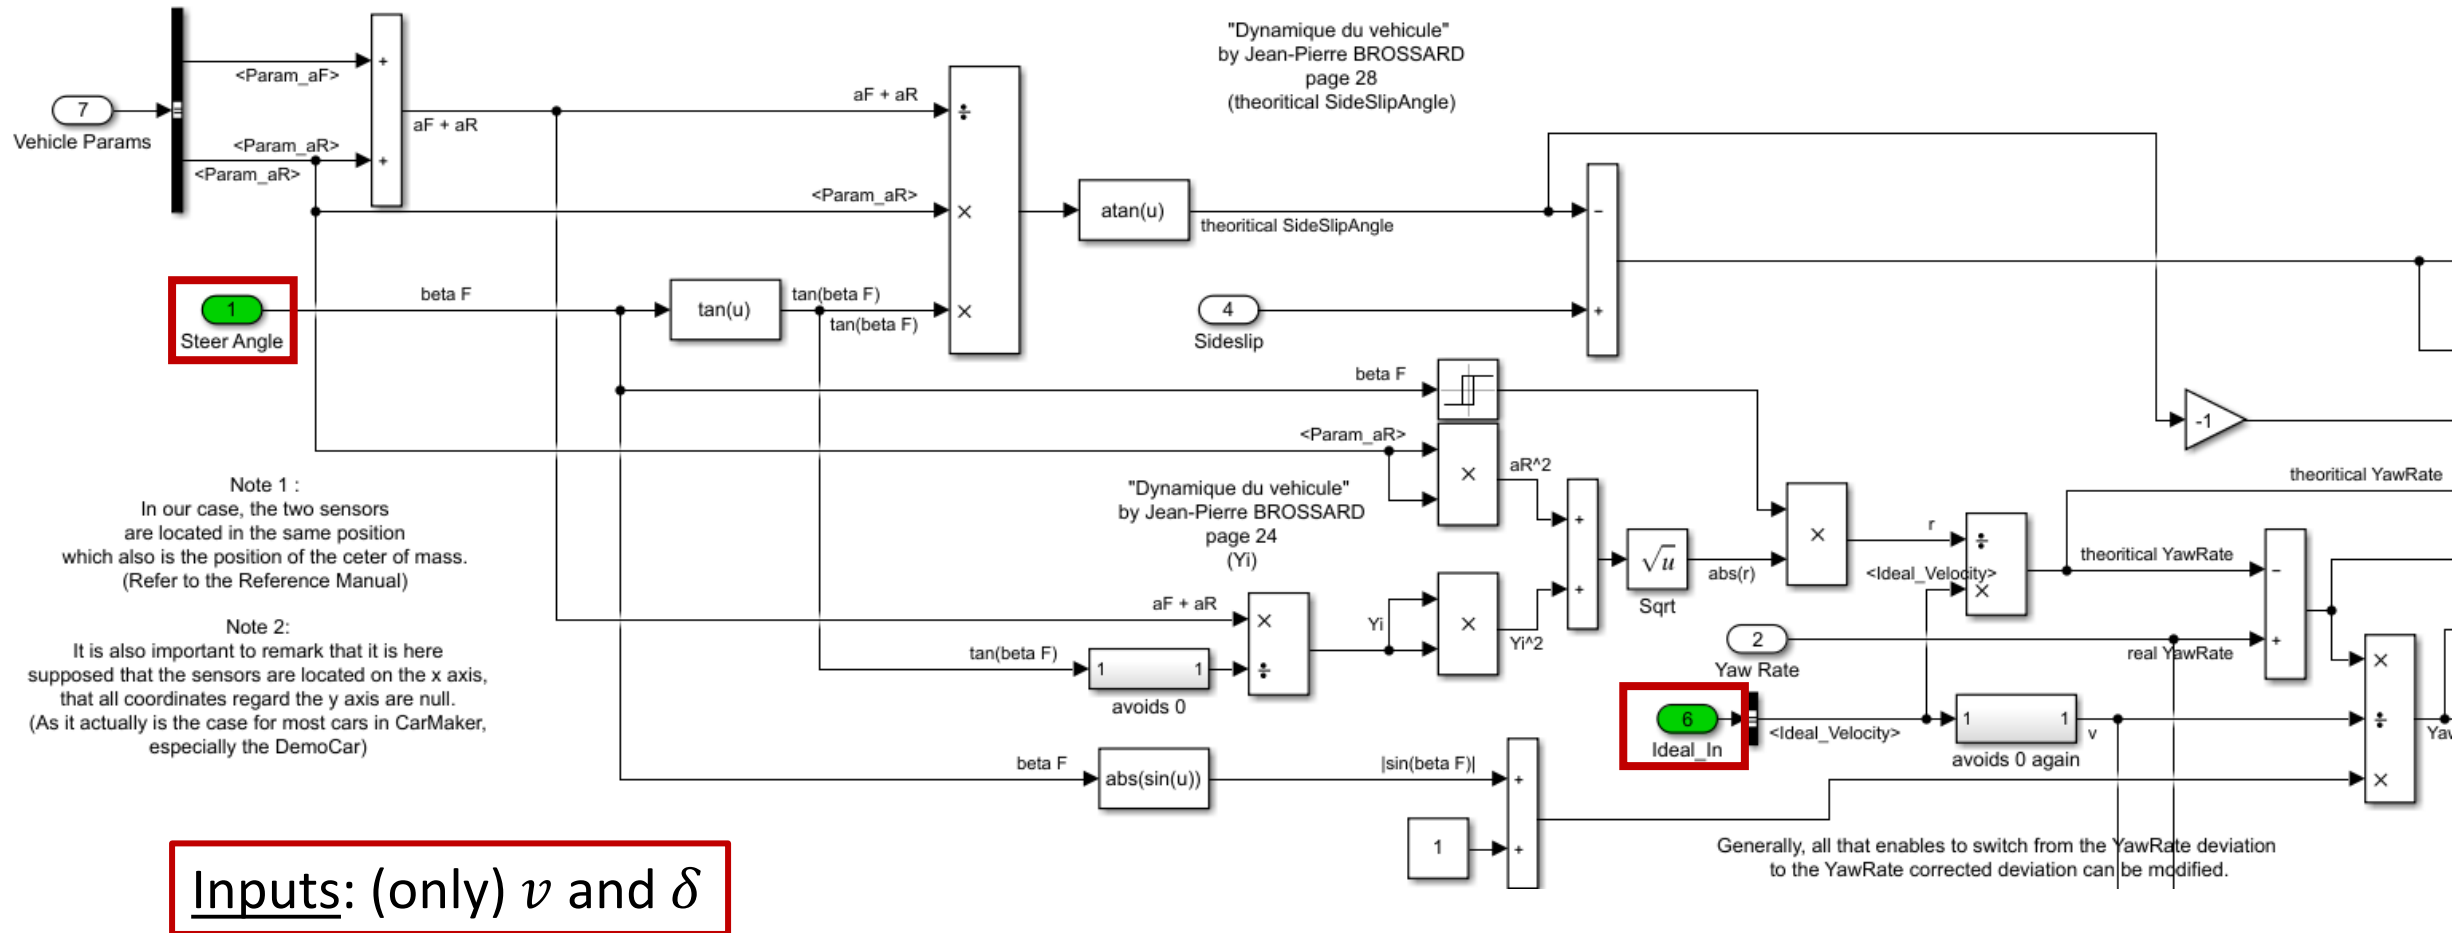 "Dynamique du vehicule"
by Jean-Pierre BROSSARD
page 28
(theoritical SideSlipAngle)
7
Vehicle Params
<Param_aF>
<Param_aR>
<Param_aR>
+
+
aF + aR
aF + aR
÷
<Param_aR>
×
×
atan(u)
theoritical SideSlipAngle
−
+
1
Steer Angle
beta F
tan(u)
tan(beta F)
tan(beta F)
4
Sideslip
beta F
<Param_aR>
×
aR^2
-1
theoritical YawRate
Note 1 :
In our case, the two sensors
are located in the same position
which also is the position of the ceter of mass.
(Refer to the Reference Manual)
"Dynamique du vehicule"
by Jean-Pierre BROSSARD
page 24
(Yi)
+
+
√u
Sqrt
abs(r)
×
r
<Ideal_Velocity>
÷
×
theoritical YawRate
−
+
Note 2:
It is also important to remark that it is here
supposed that the sensors are located on the x axis,
that all coordinates regard the y axis are null.
(As it actually is the case for most cars in CarMaker,
especially the DemoCar)
aF + aR
×
÷
tan(beta F)
1
1
avoids 0
Yi
×
Yi^2
2
Yaw Rate
real YawRate
6
Ideal_In
<Ideal_Velocity>
1
1
avoids 0 again
v
×
÷
×
Yaw
beta F
abs(sin(u))
|sin(beta F)|
+
+
1
Generally, all that enables to switch from the YawRate deviation
to the YawRate corrected deviation can be modified.
Inputs: (only) 𝑣 and 𝛿